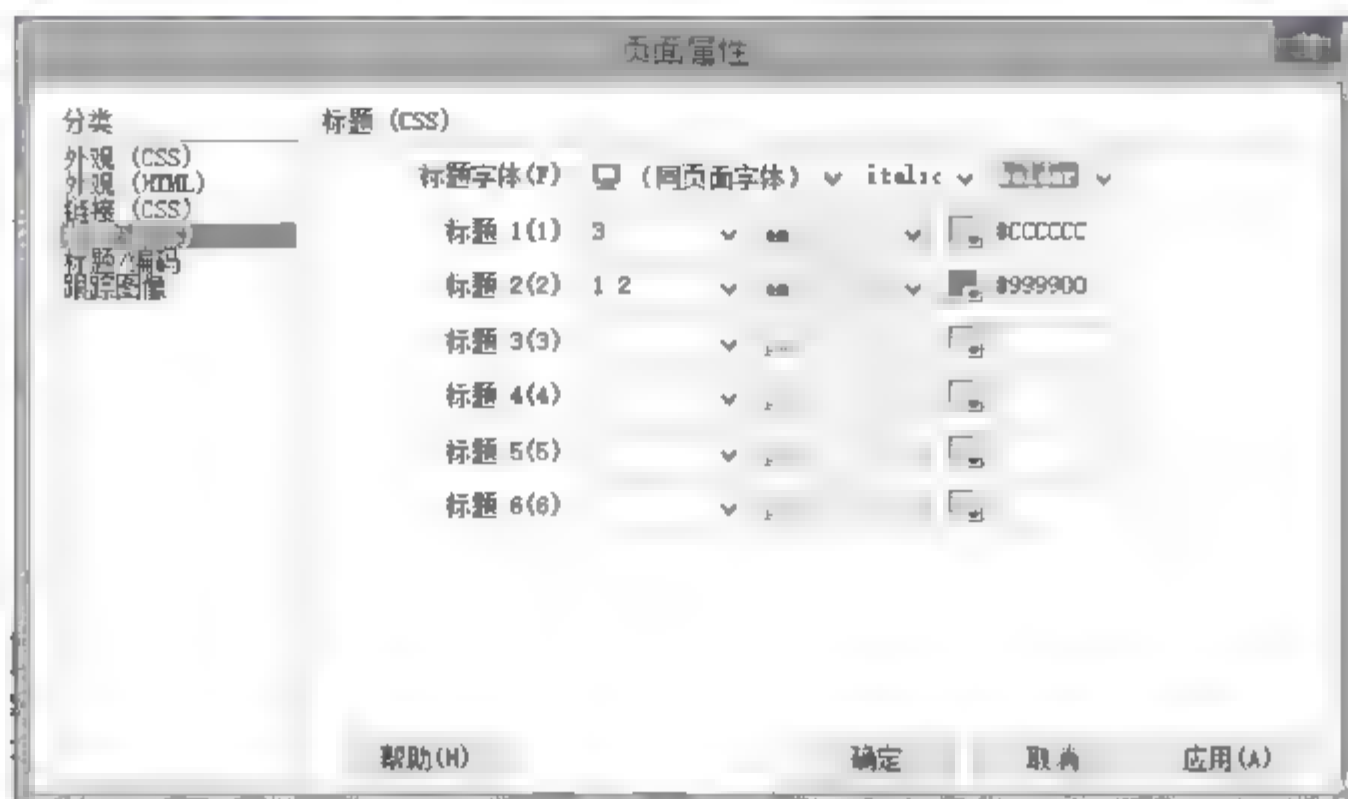 页面属性
分类
外观 (CSS)
外观 (HTML)
链接 (CSS)
标题/编码
跟踪图像
标题 (CSS)
标题字体(F) (同页面字体) italic bolder
标题 1(1) 3 em #CCCCCC
标题 2(2) 1 2 em #999900
标题 3(3)
标题 4(4)
标题 5(5)
标题 6(6)
帮助(H) 确定 取消 应用(A)